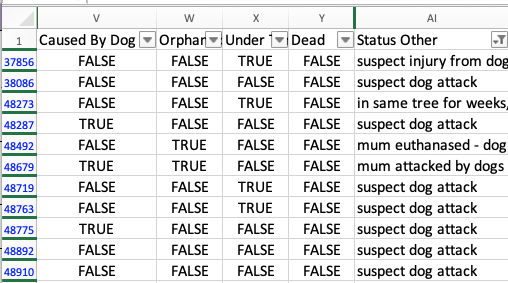 V W X Y AI
1 Caused By Dog Orphan Under Dead Status Other
37856 FALSE FALSE TRUE FALSE suspect injury from dog
38086 FALSE FALSE FALSE FALSE suspect dog attack
48273 FALSE FALSE TRUE FALSE in same tree for weeks,
48287 TRUE FALSE FALSE FALSE suspect dog attack
48492 FALSE TRUE FALSE FALSE mum euthanased - dog
48679 TRUE TRUE FALSE FALSE mum attacked by dogs
48719 FALSE FALSE TRUE FALSE suspect dog attack
48763 FALSE FALSE TRUE FALSE suspect dog attack
48775 TRUE FALSE FALSE FALSE suspect dog attack
48892 FALSE FALSE FALSE FALSE suspect dog attack
48910 FALSE FALSE FALSE FALSE suspect dog attack